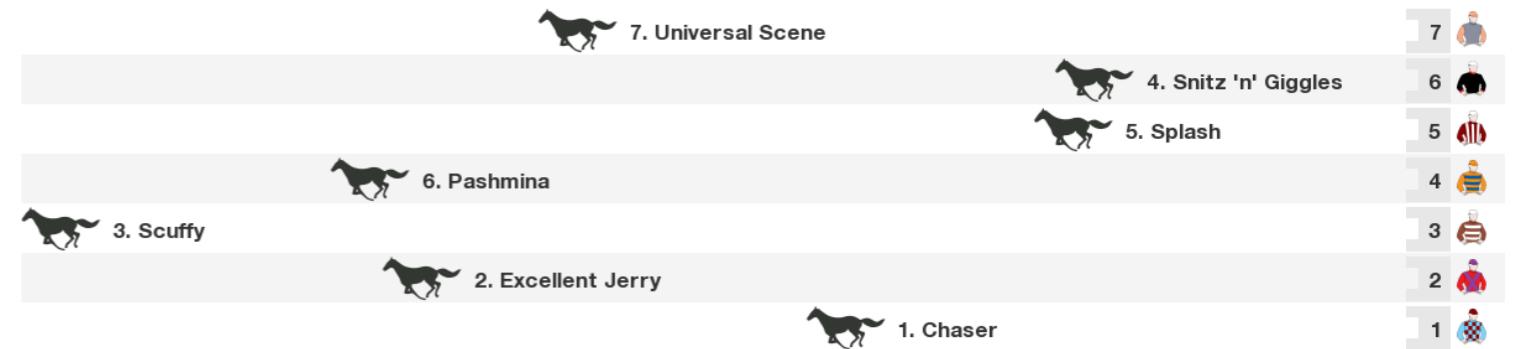 7. Universal Scene 7
4. Snitz 'n' Giggles 6
5. Splash 5
6. Pashmina 4
3. Scuffy 3
2. Excellent Jerry 2
1. Chaser 1